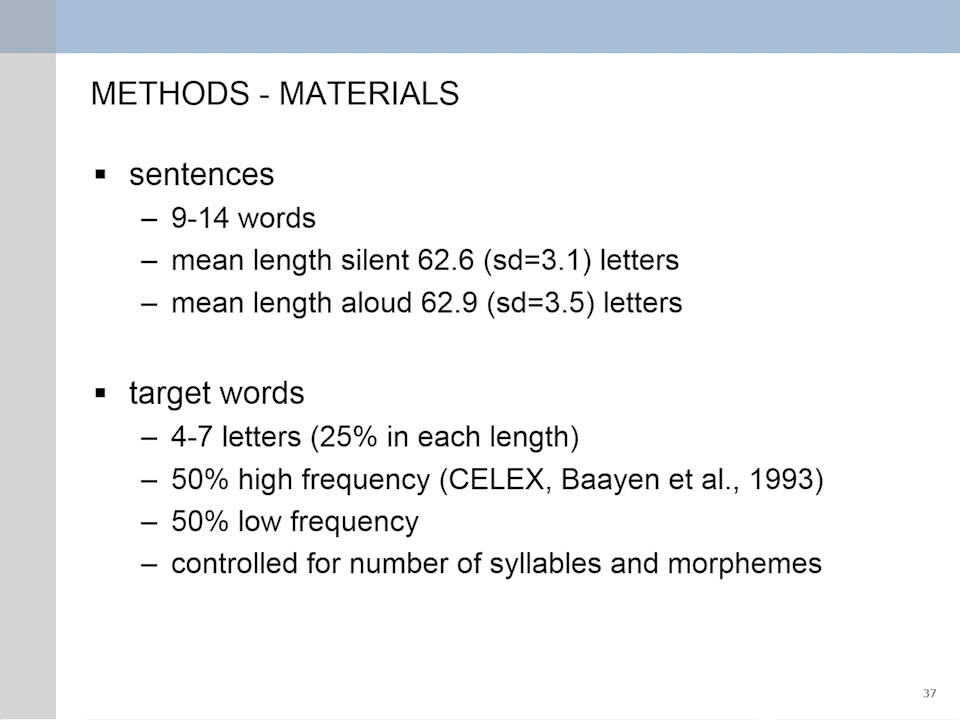 METHODS - MATERIALS
▪ sentences
– 9-14 words
– mean length silent 62.6 (sd=3.1) letters
– mean length aloud 62.9 (sd=3.5) letters
▪ target words
– 4-7 letters (25% in each length)
– 50% high frequency (CELEX, Baayen et al., 1993)
– 50% low frequency
– controlled for number of syllables and morphemes
37